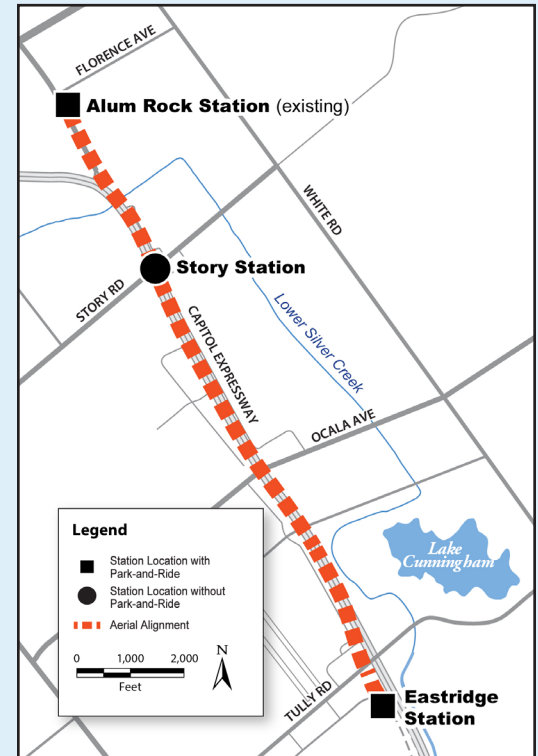 FLORENCE AVE
Alum Rock Station (existing)
WHITE RD
Story Station
STORY RD
CAPITOL EXPRESSWAY
Lower Silver Creek
OCALA AVE
Legend
Station Location with
Park-and-Ride
Station Location without
Park-and-Ride
Aerial Alignment
0 1,000 2,000
Feet
N
Lake
Cunningham
TULLY RD
Eastridge
Station